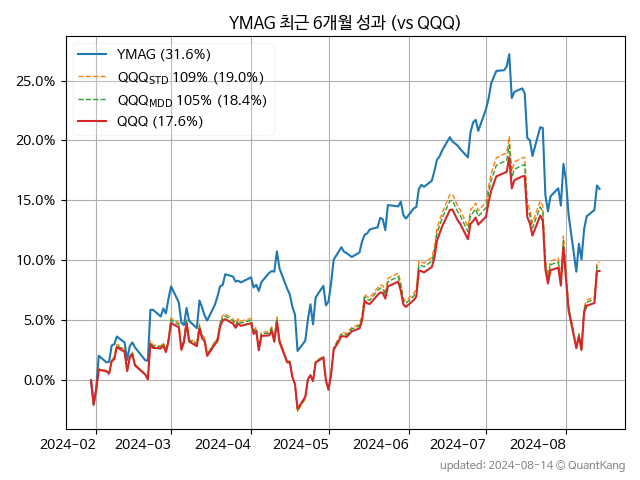 YMAG 최근 6개월 성과 (vs QQQ)
YMAG (31.6%)
QQQSTD 109% (19.0%)
QQQMDD 105% (18.4%)
QQQ (17.6%)
25.0%
20.0%
15.0%
10.0%
5.0%
0.0%
2024-02 2024-03 2024-04 2024-05 2024-06 2024-07 2024-08
updated: 2024-08-14 © QuantKang